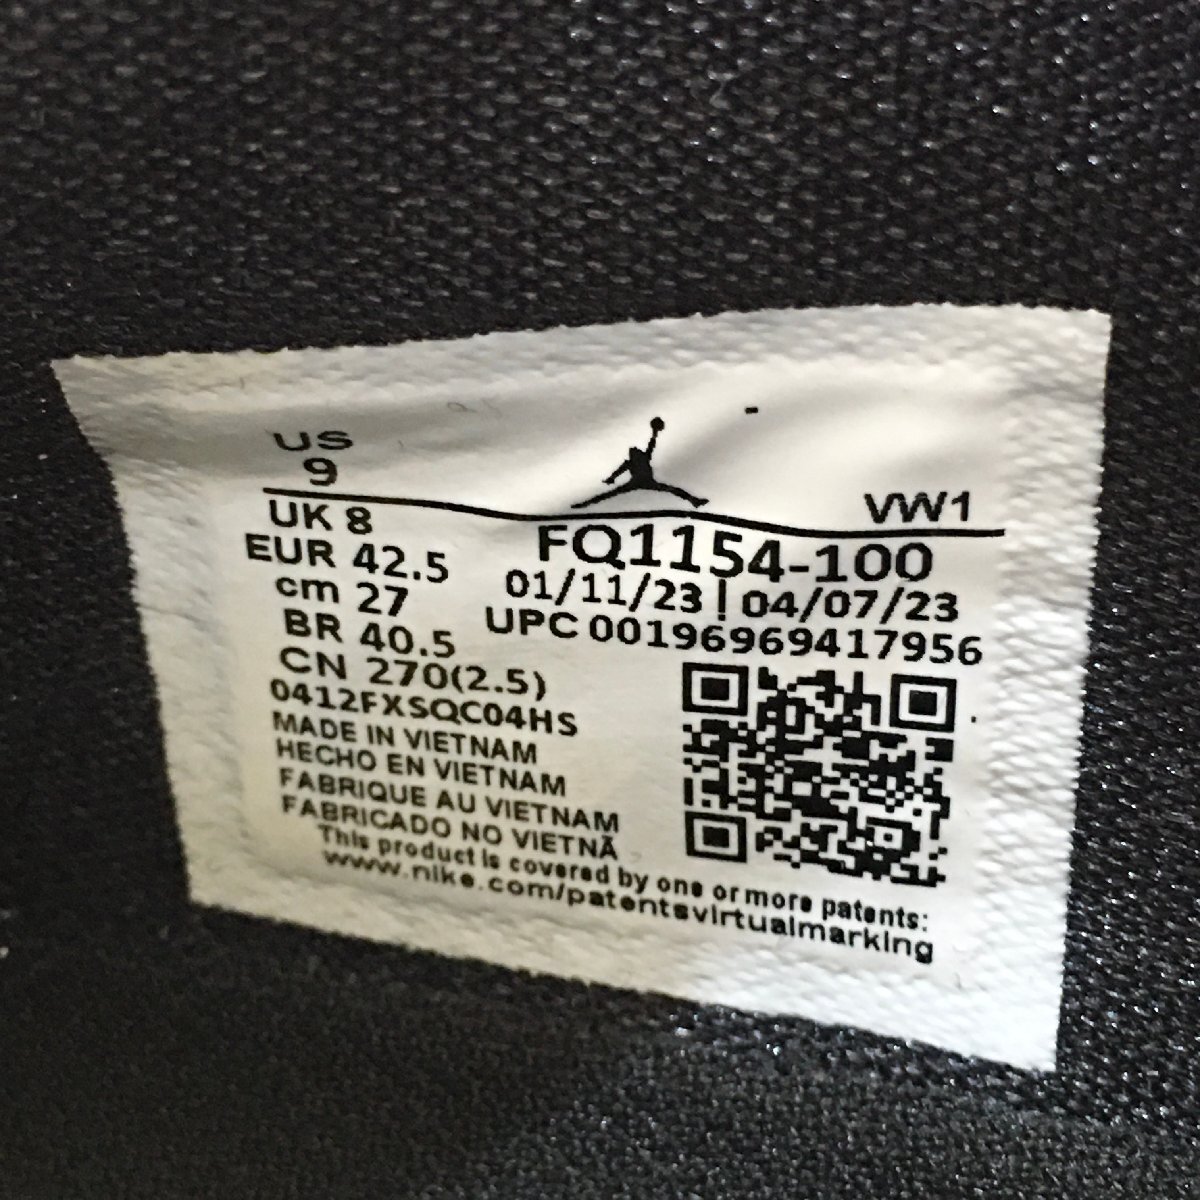 US
9
VW1
UK 8
EUR 42.5
cm 27
BR 40.5
CN 270(2.5)
FQ1154-100
01/11/23 | 04/07/23
UPC 00196969417956
0412FXSQC04HS
MADE IN VIETNAM
HECHO EN VIETNAM
FABRIQUE AU VIETNAM
FABRICADO NO VIETNÃ
This product is covered by one or more patents:
www.nike.com/patentsvirtualmarking